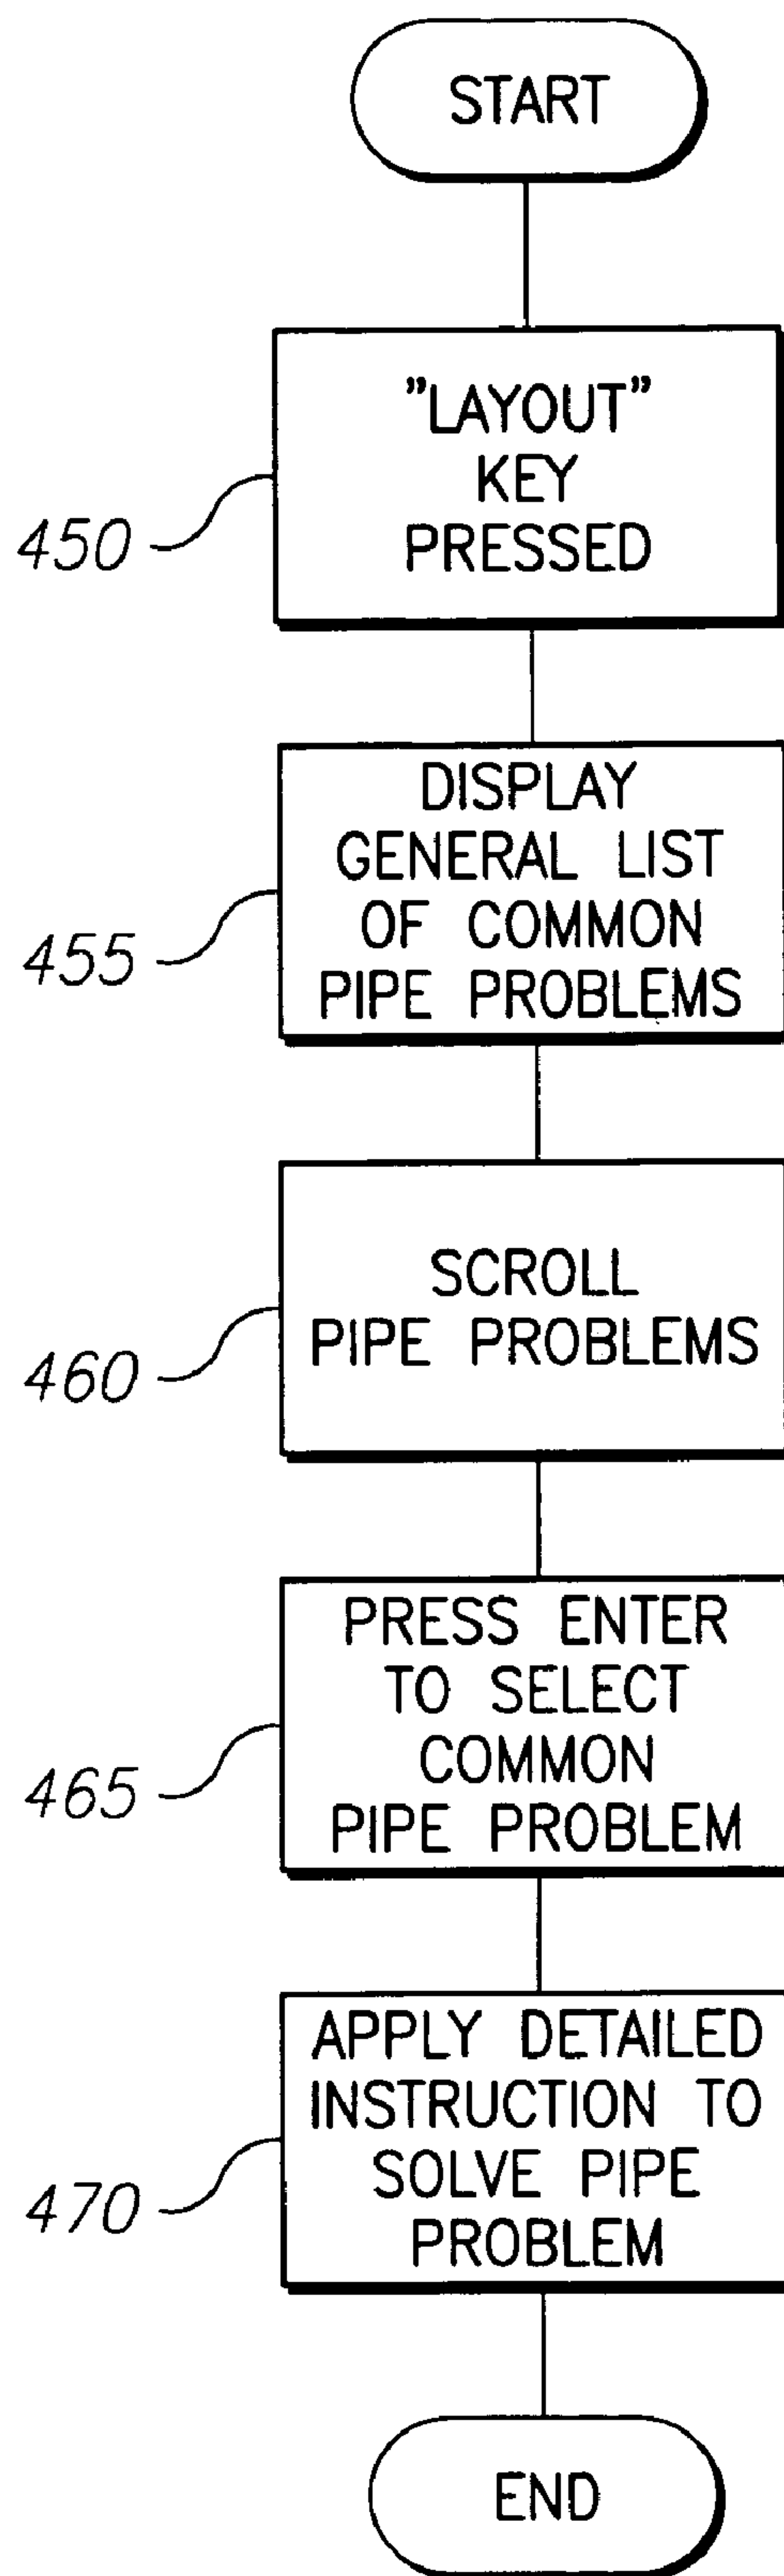 START
"LAYOUT"
KEY
PRESSED
450
DISPLAY
GENERAL LIST
OF COMMON
PIPE PROBLEMS
455
SCROLL
PIPE PROBLEMS
460
PRESS ENTER
TO SELECT
COMMON
PIPE PROBLEM
465
APPLY DETAILED
INSTRUCTION TO
SOLVE PIPE
PROBLEM
470
END